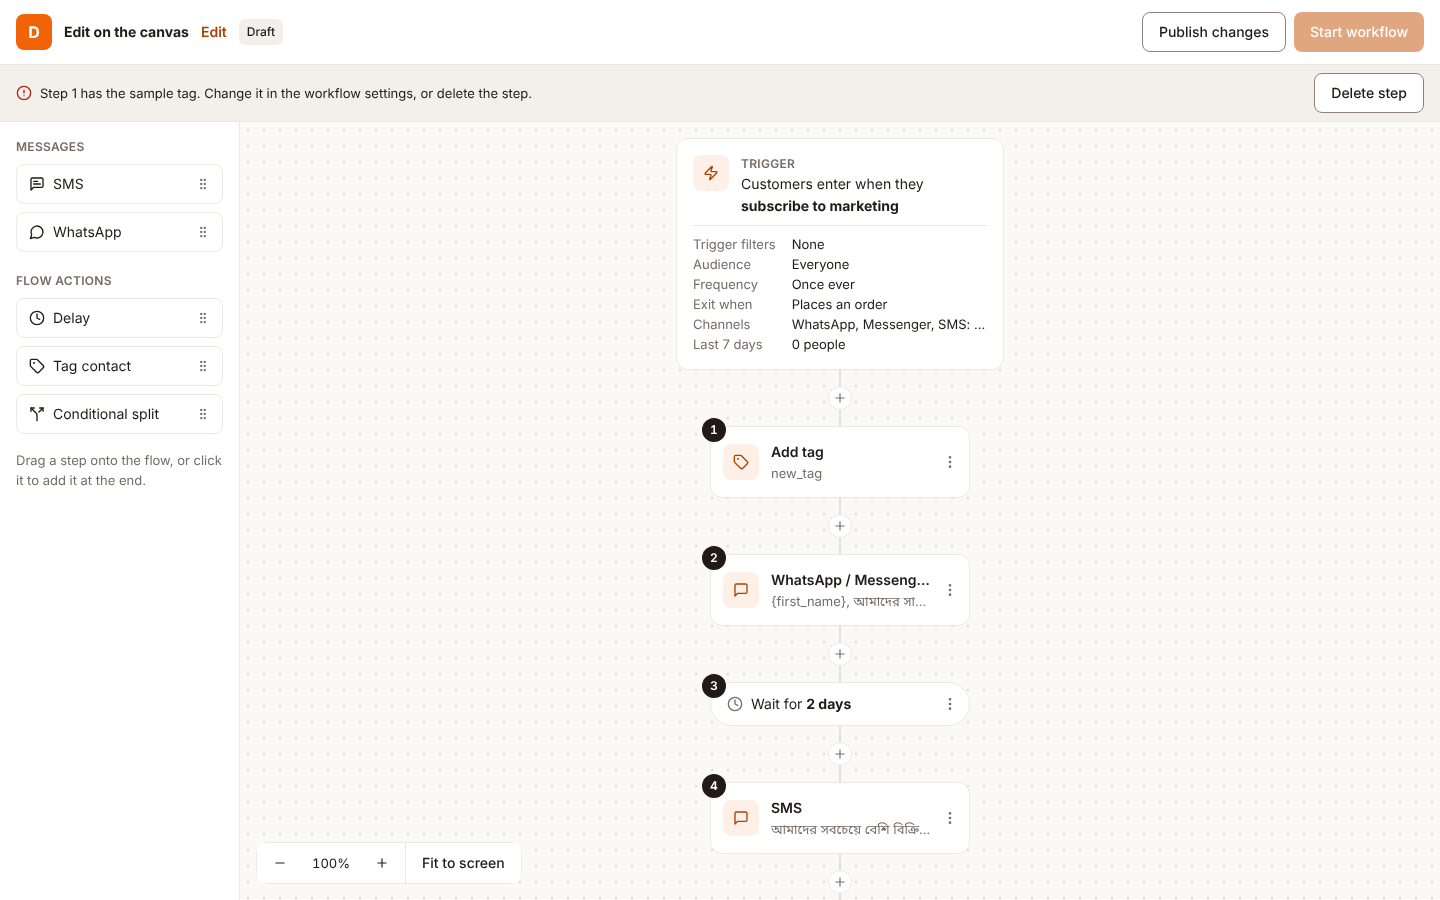 D
Edit on the canvas Edit Draft
Publish changes
Start workflow
Step 1 has the sample tag. Change it in the workflow settings, or delete the step.
Delete step
MESSAGES
SMS
WhatsApp
FLOW ACTIONS
Delay
Tag contact
Conditional split
Drag a step onto the flow, or click
it to add it at the end.
TRIGGER
Customers enter when they
subscribe to marketing
Trigger filters None
Audience Everyone
Frequency Once ever
Exit when Places an order
Channels WhatsApp, Messenger, SMS: ...
Last 7 days 0 people
1
Add tag
new_tag
2
WhatsApp / Messeng...
{first_name}, আমাদের সা...
3
Wait for 2 days
4
SMS
আমাদের সবচেয়ে বেশি বিক্রি...
100%
Fit to screen